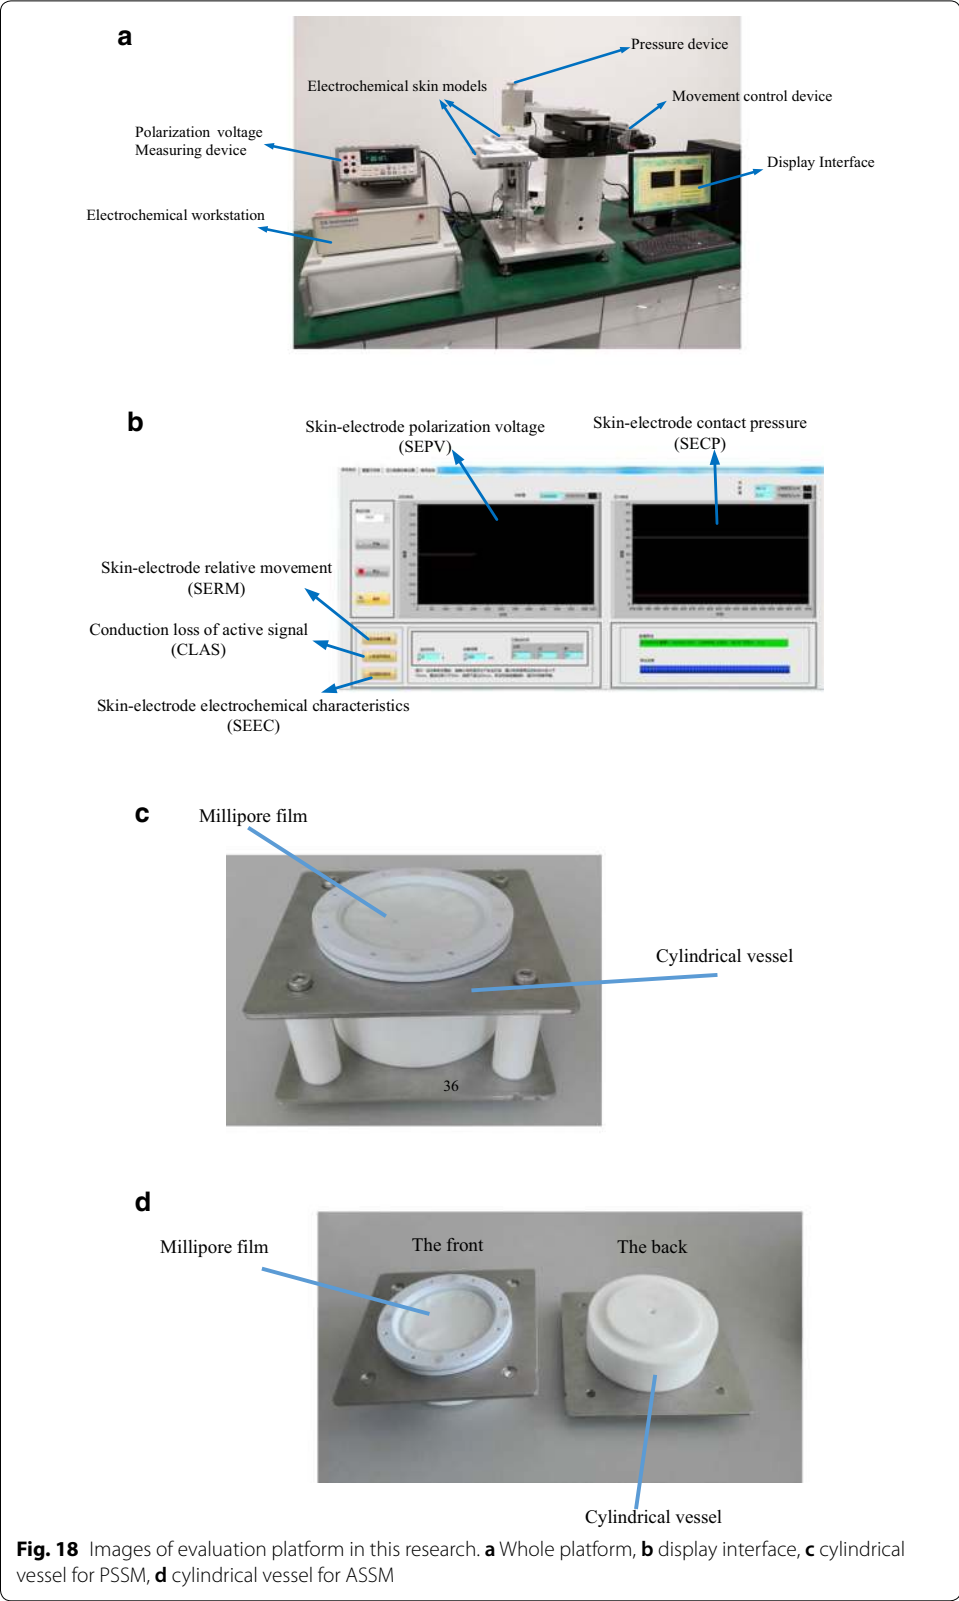 a
Pressure device
Electrochemical skin models
Movement control device
Polarization voltage
Measuring device
Display Interface
Electrochemical workstation
b
Skin-electrode polarization voltage
(SEPV)
Skin-electrode contact pressure
(SECP)
Skin-electrode relative movement
(SERM)
Conduction loss of active signal
(CLAS)
Skin-electrode electrochemical characteristics
(SEEC)
c
Millipore film
Cylindrical vessel
36
d
Millipore film
The front
The back
Cylindrical vessel
Fig. 18 Images of evaluation platform in this research. a Whole platform, b display interface, c cylindrical
vessel for PSSM, d cylindrical vessel for ASSM